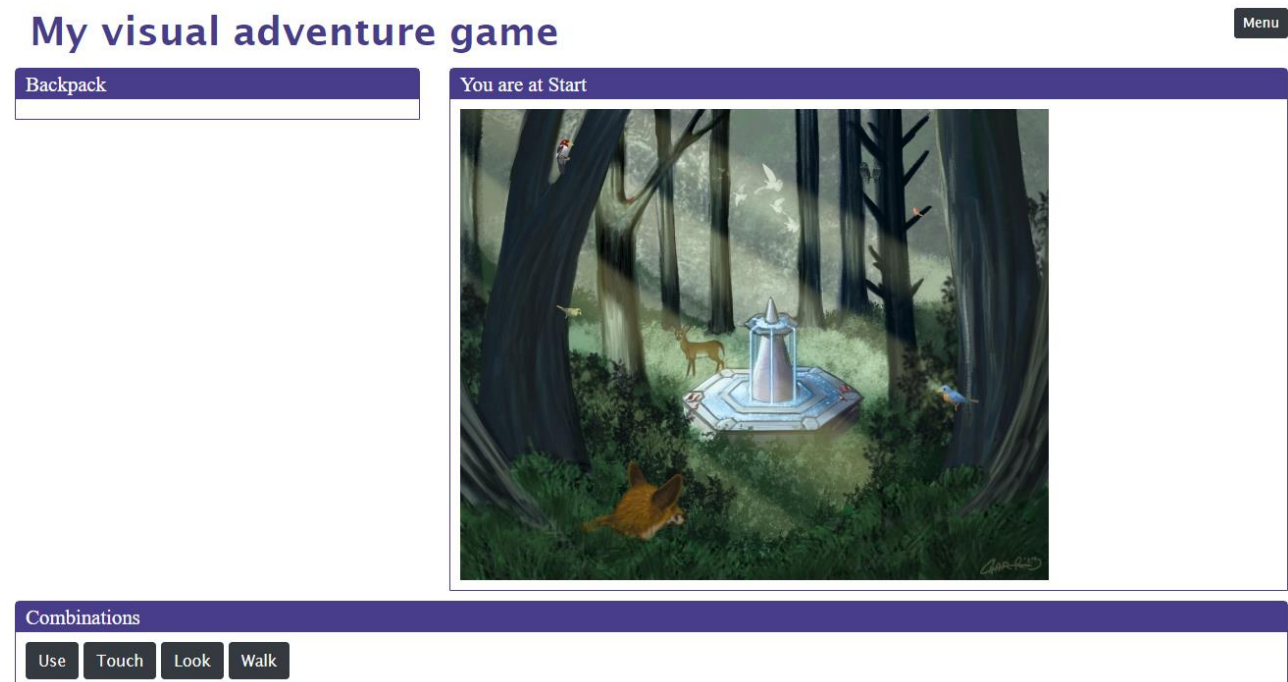 My visual adventure game
Menu
Backpack
You are at Start
Combinations
Use Touch Look Walk